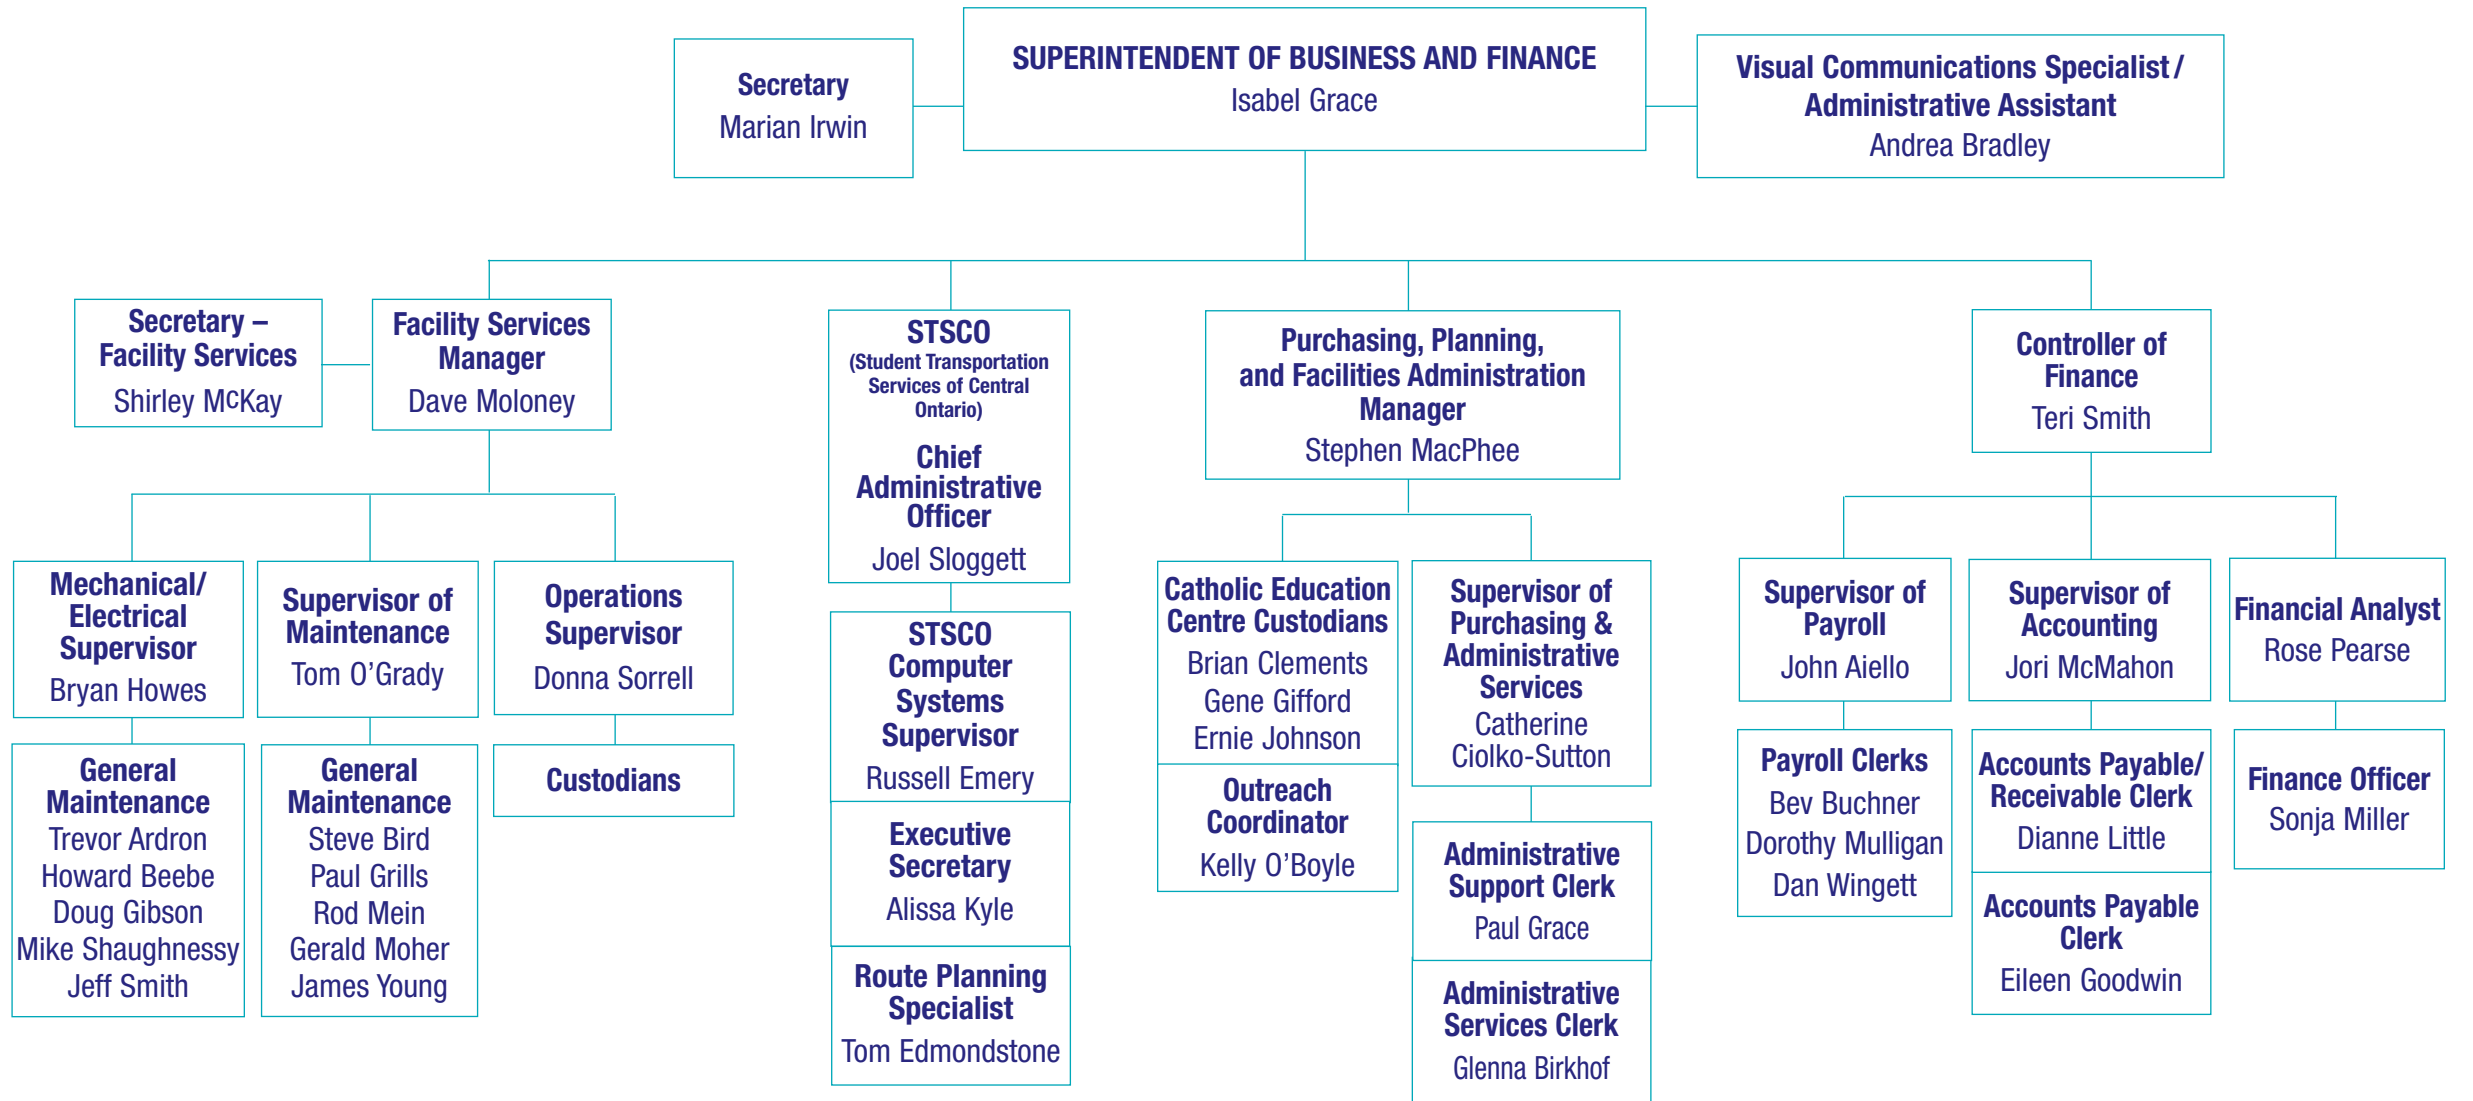 Secretary
Marian Irwin
SUPERINTENDENT OF BUSINESS AND FINANCE
Isabel Grace
Visual Communications Specialist/
Administrative Assistant
Andrea Bradley
Secretary –
Facility Services
Shirley McKay
Facility Services
Manager
Dave Moloney
STSCO
(Student Transportation
Services of Central
Ontario)
Chief
Administrative
Officer
Joel Sloggett
Purchasing, Planning,
and Facilities Administration
Manager
Stephen MacPhee
Controller of
Finance
Teri Smith
Mechanical/
Electrical
Supervisor
Bryan Howes
Supervisor of
Maintenance
Tom O'Grady
Operations
Supervisor
Donna Sorrell
STSCO
Computer
Systems
Supervisor
Russell Emery
Executive
Secretary
Alissa Kyle
Route Planning
Specialist
Tom Edmondstone
Catholic Education
Centre Custodians
Brian Clements
Gene Gifford
Ernie Johnson
Outreach
Coordinator
Kelly O'Boyle
Supervisor of
Purchasing &
Administrative
Services
Catherine
Ciolko-Sutton
Administrative
Support Clerk
Paul Grace
Administrative
Services Clerk
Glenna Birkhof
Supervisor of
Payroll
John Aiello
Supervisor of
Accounting
Jori McMahon
Financial Analyst
Rose Pearse
General
Maintenance
Trevor Ardron
Howard Beebe
Doug Gibson
Mike Shaughnessy
Jeff Smith
General
Maintenance
Steve Bird
Paul Grills
Rod Mein
Gerald Moher
James Young
Custodians
Payroll Clerks
Bev Buchner
Dorothy Mulligan
Dan Wingett
Accounts Payable/
Receivable Clerk
Dianne Little
Accounts Payable
Clerk
Eileen Goodwin
Finance Officer
Sonja Miller